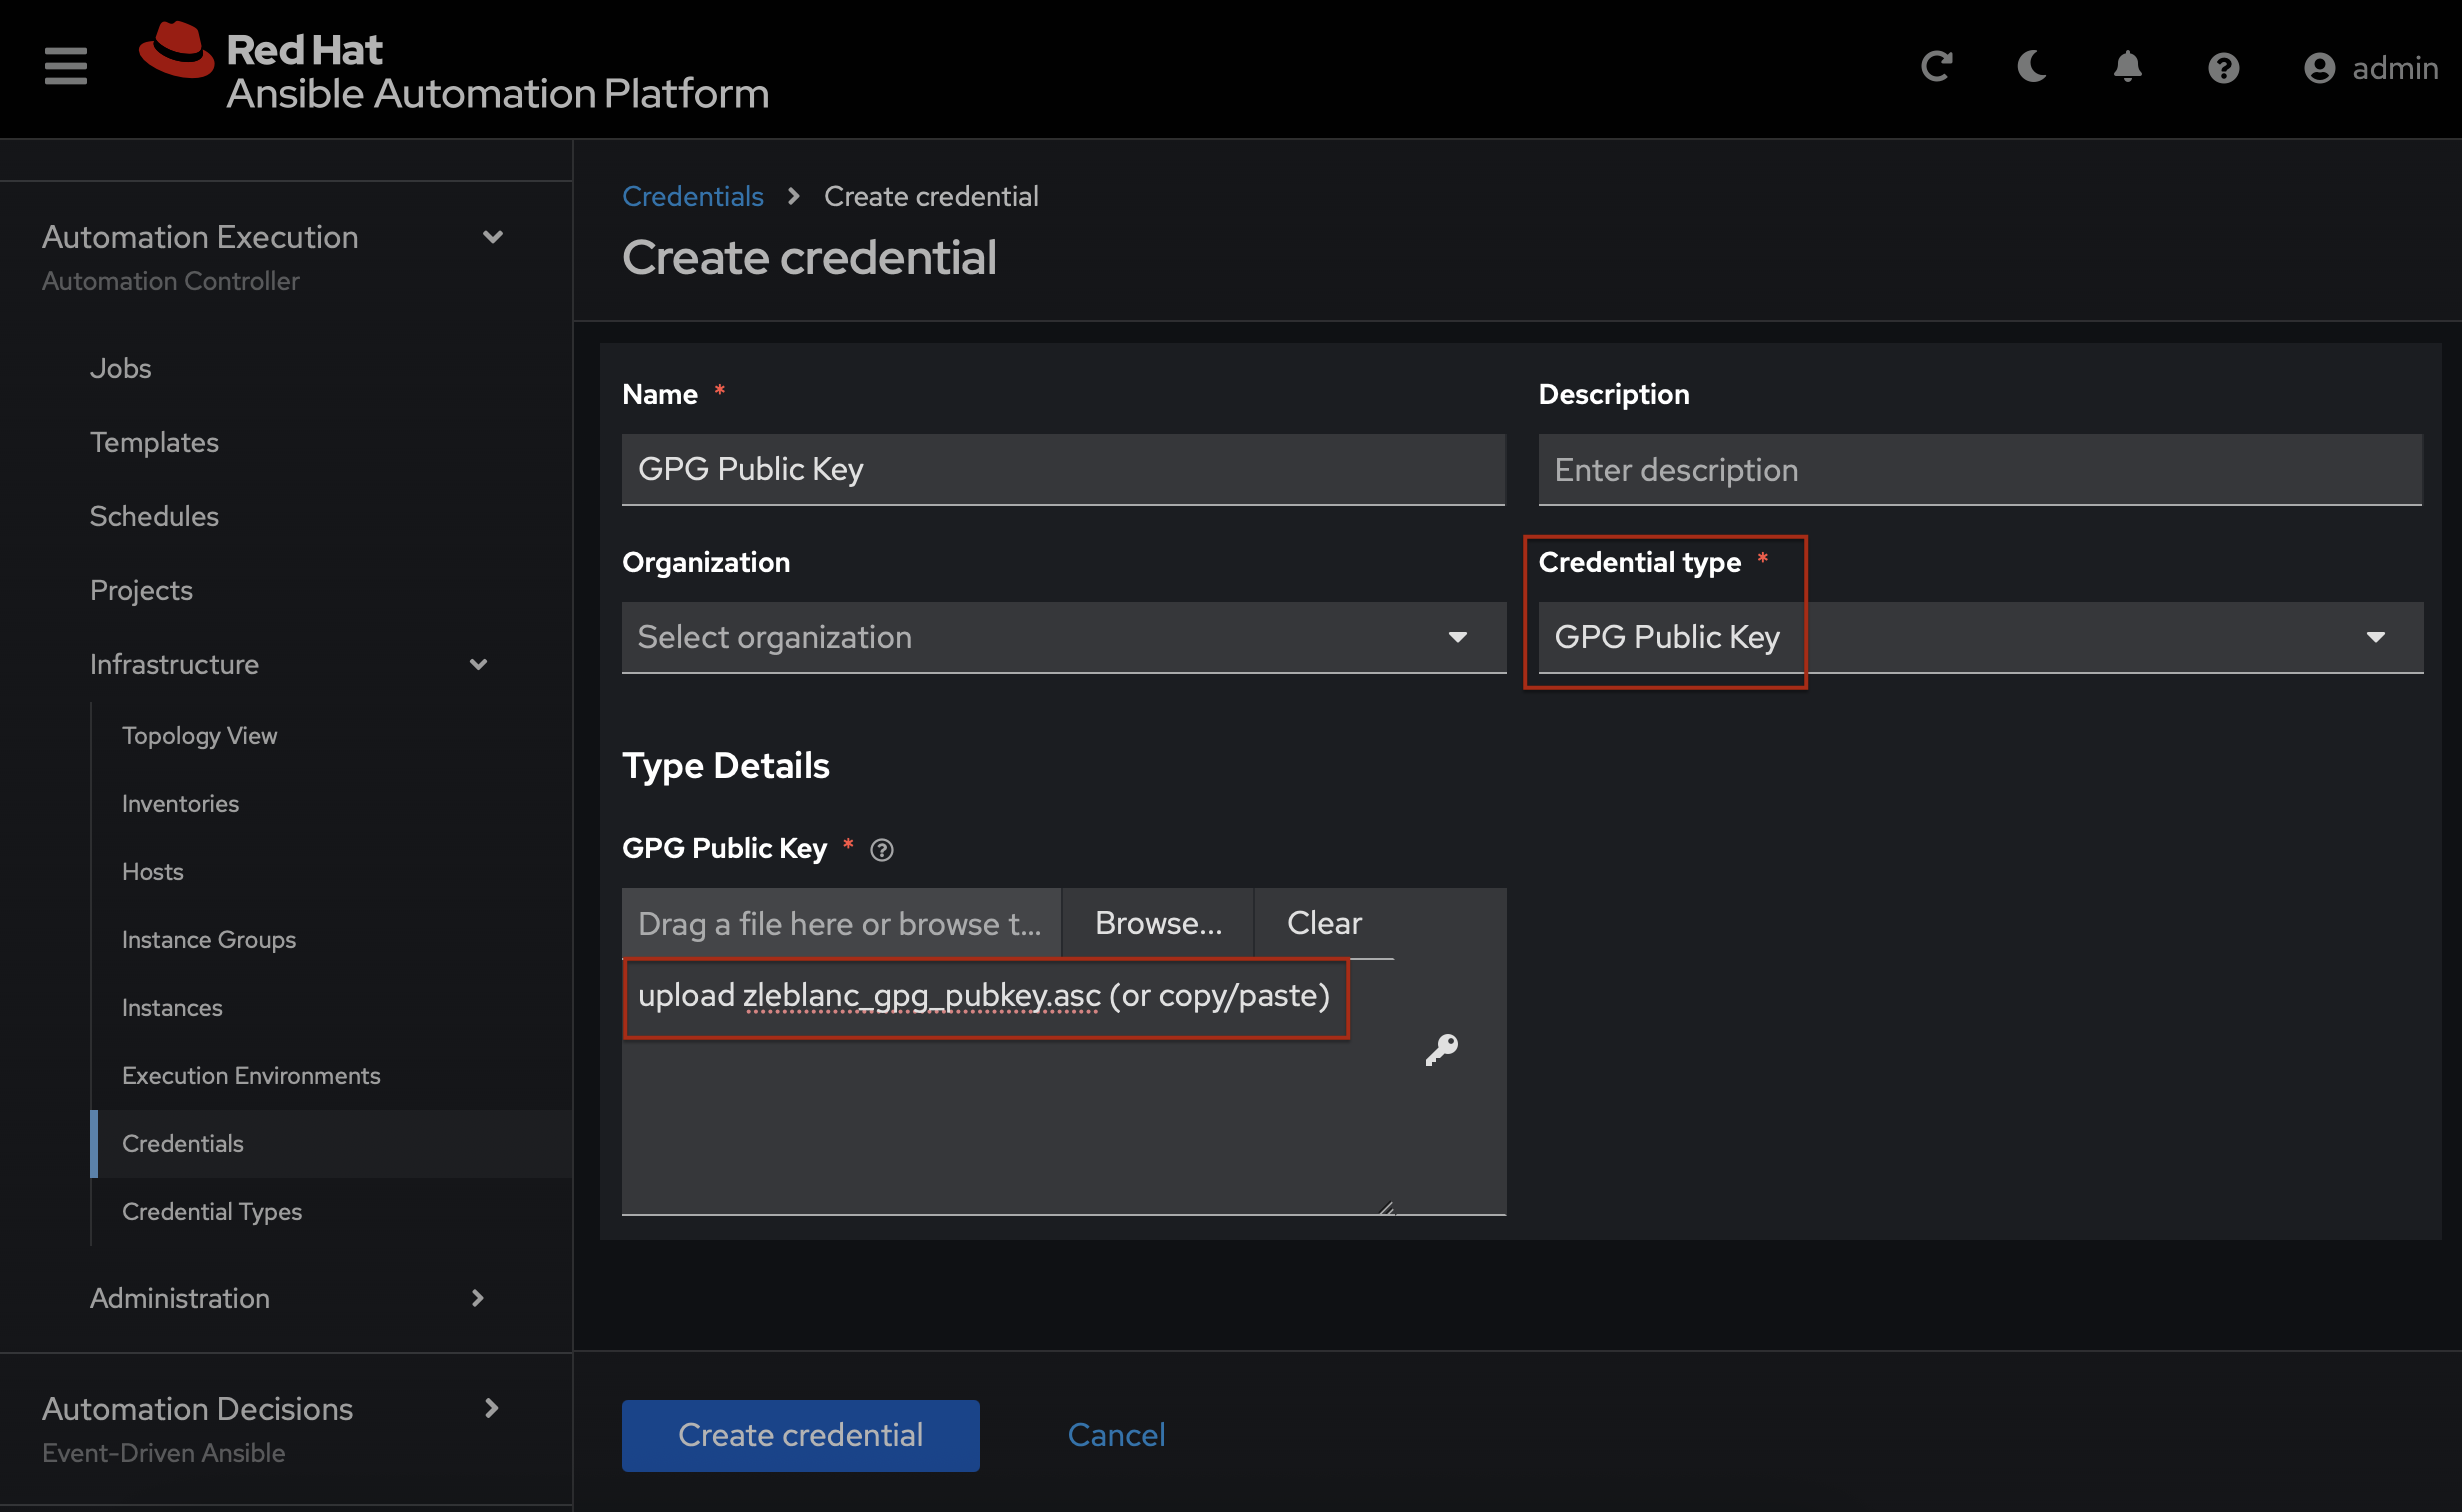 Red Hat
Ansible Automation Platform
admin
Automation Execution
Automation Controller
Jobs
Templates
Schedules
Projects
Infrastructure
Topology View
Inventories
Hosts
Instance Groups
Instances
Execution Environments
Credentials
Credential Types
Administration
Automation Decisions
Event-Driven Ansible
Credentials > Create credential
Create credential
Name *
GPG Public Key
Description
Enter description
Organization
Select organization
Credential type *
GPG Public Key
Type Details
GPG Public Key *
Drag a file here or browse t... Browse... Clear
upload zleblanc_gpg_pubkey.asc (or copy/paste)
Create credential Cancel